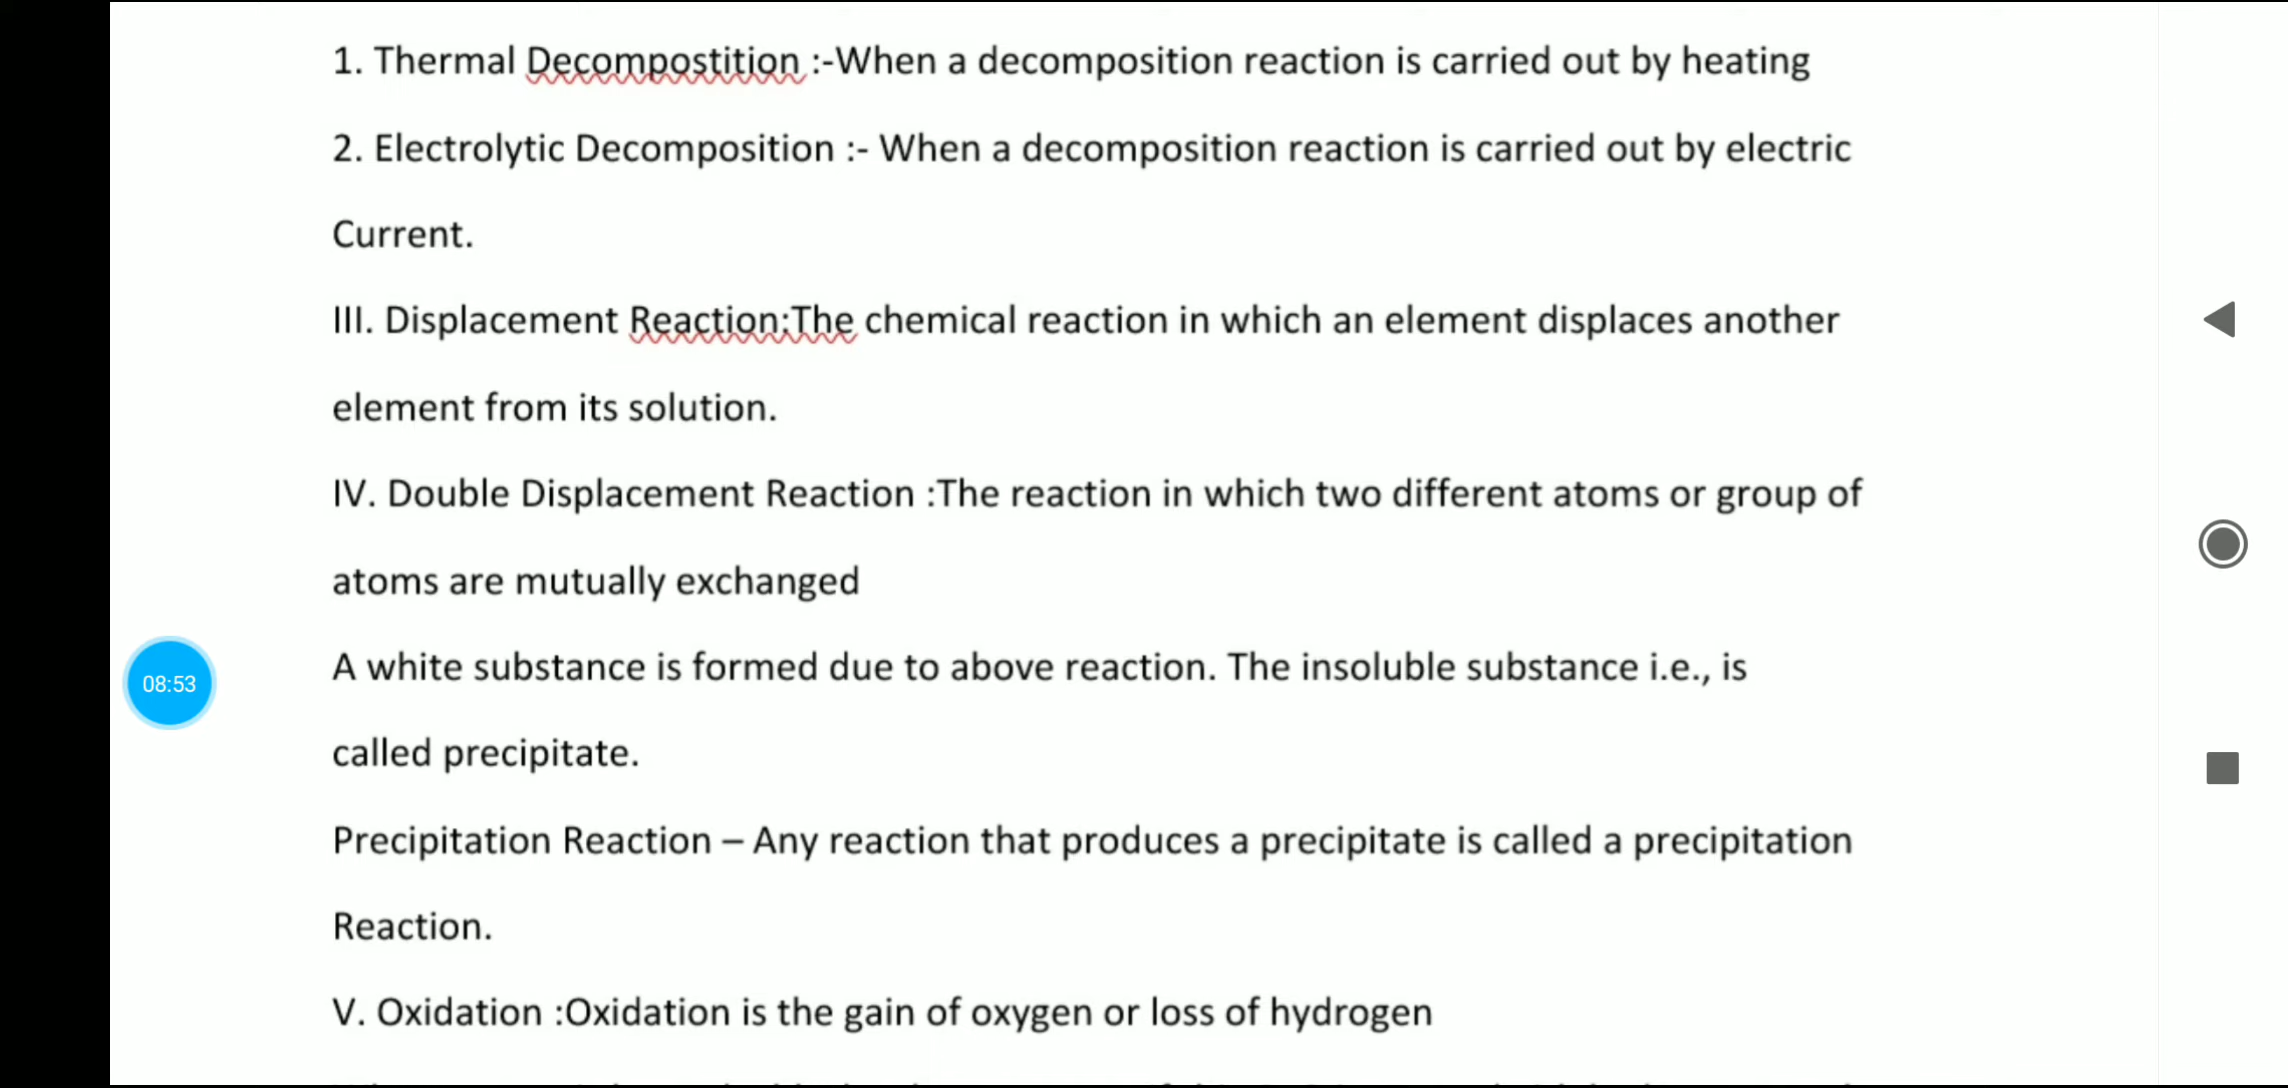 1. Thermal Decompostition :-When a decomposition reaction is carried out by heating
2. Electrolytic Decomposition :- When a decomposition reaction is carried out by electric
Current.
III. Displacement Reaction:The chemical reaction in which an element displaces another
element from its solution.
IV. Double Displacement Reaction :The reaction in which two different atoms or group of
atoms are mutually exchanged
08:53
A white substance is formed due to above reaction. The insoluble substance i.e., is
called precipitate.
Precipitation Reaction – Any reaction that produces a precipitate is called a precipitation
Reaction.
V. Oxidation :Oxidation is the gain of oxygen or loss of hydrogen